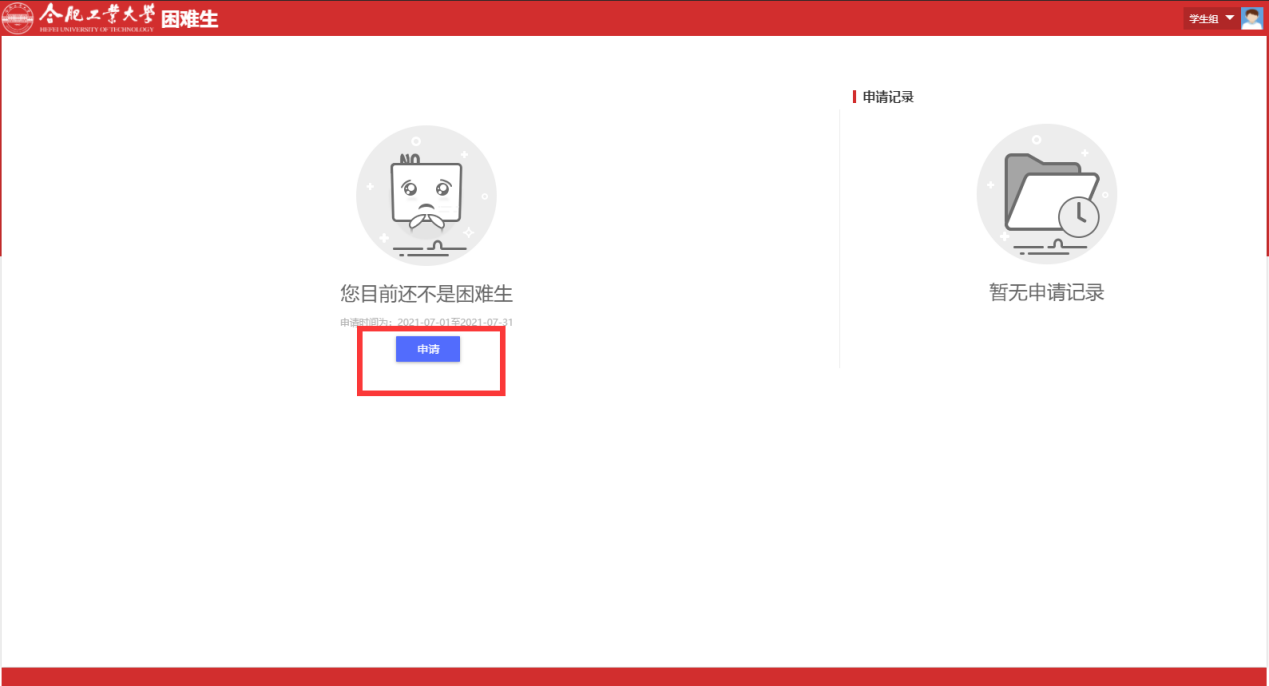 合肥工业大学 困难生
HEFEI UNIVERSITY OF TECHNOLOGY
学生组
申请记录
NO
您目前还不是困难生
申请时间为：2021-07-01至2021-07-31
申请
暂无申请记录